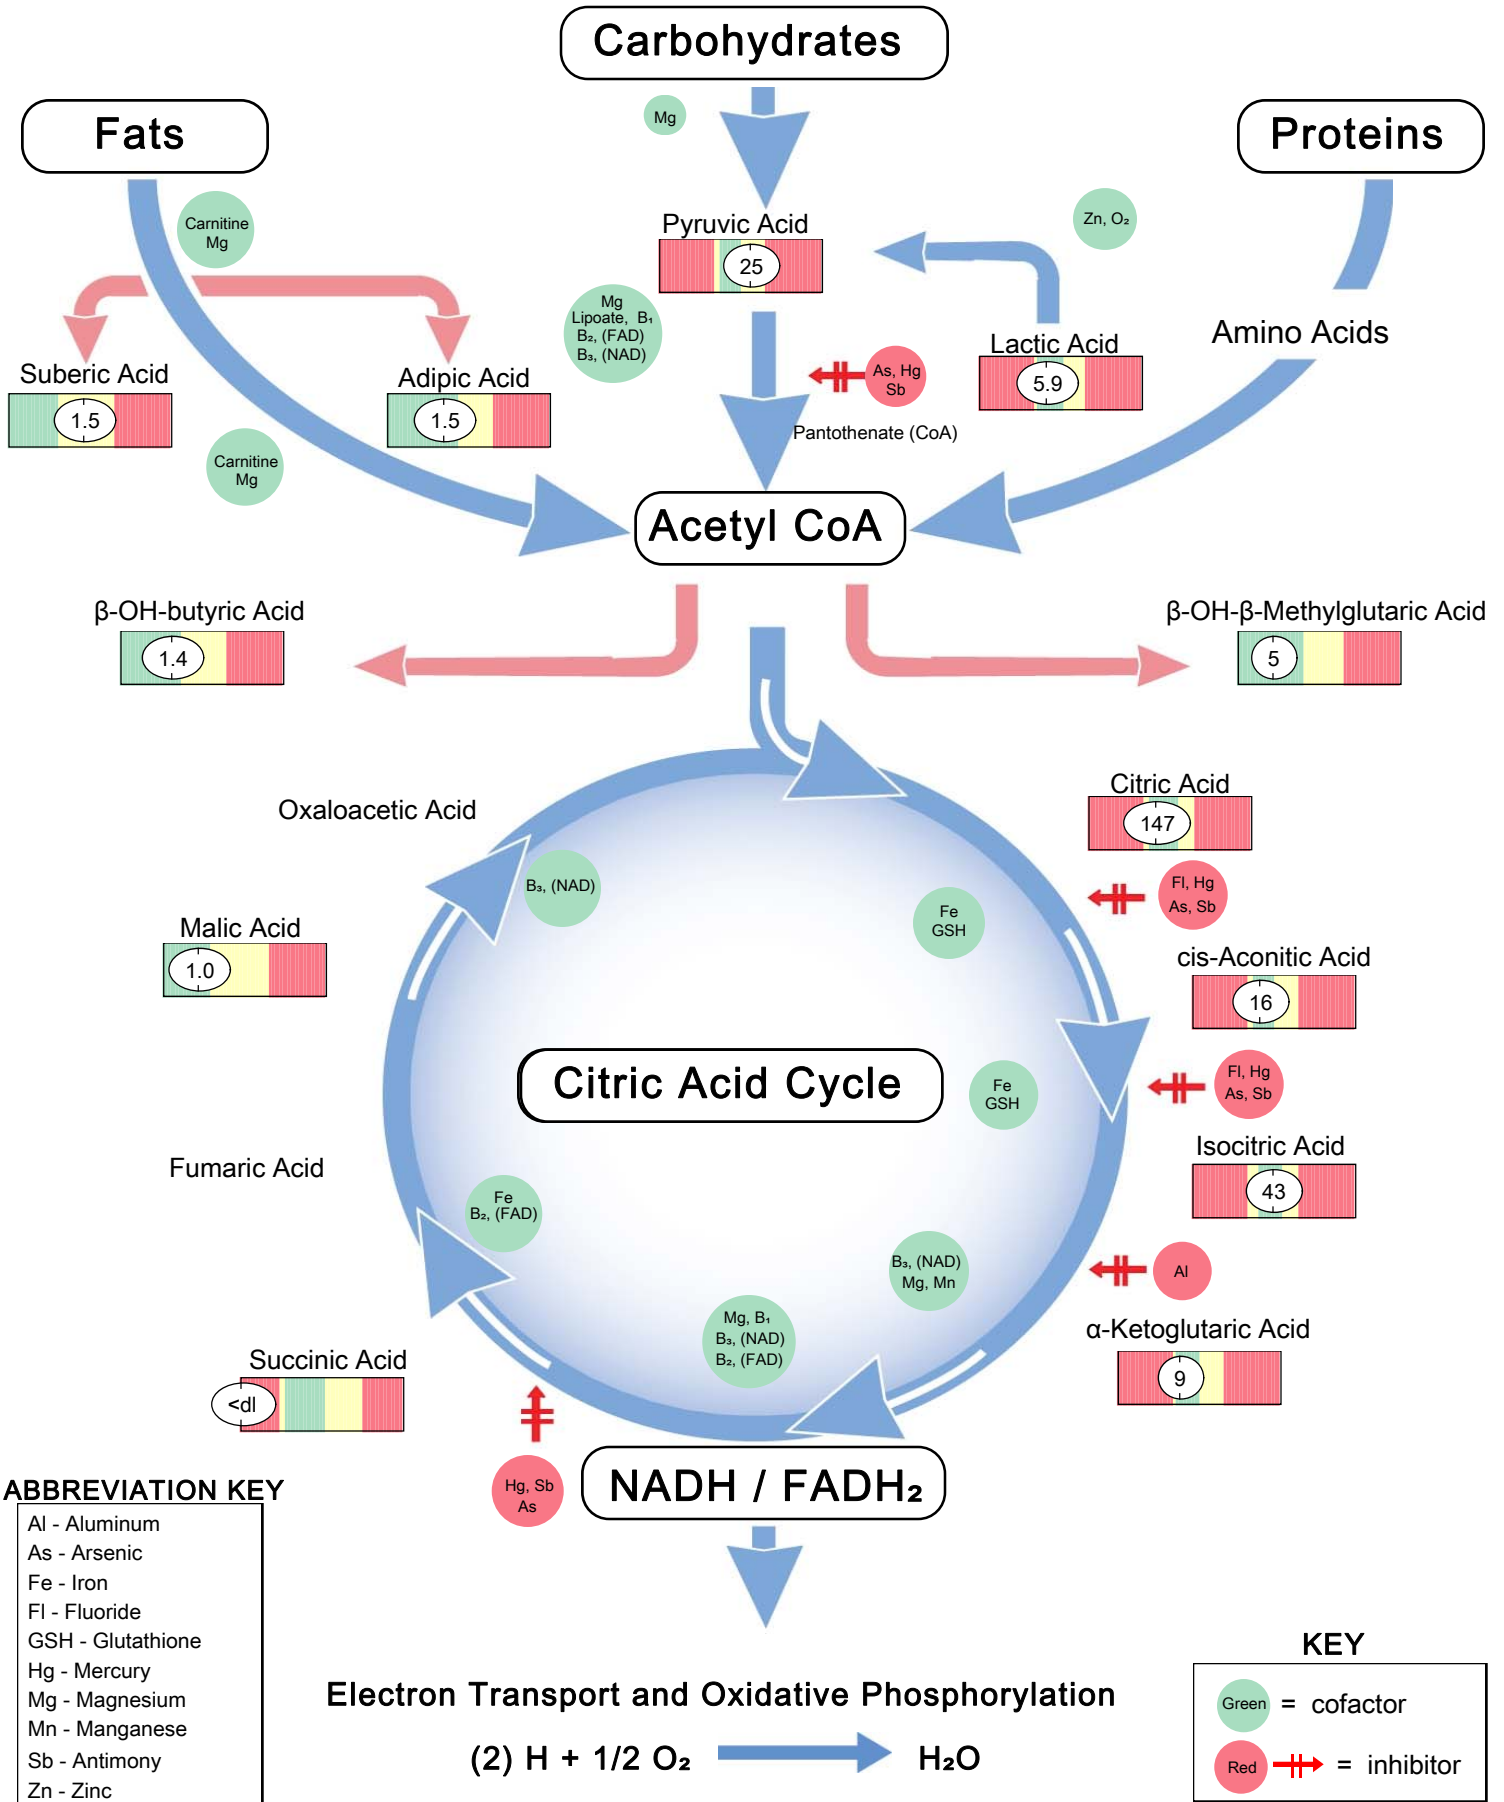 Carbohydrates
Fats
Proteins
Mg
Carnitine
Mg
Zn, O₂
Pyruvic Acid
25
Mg
Lipoate, B₁
B₂, (FAD)
B₃, (NAD)
Amino Acids
Lactic Acid
5.9
As, Hg
Sb
Suberic Acid
1.5
Adipic Acid
1.5
Pantothenate (CoA)
Carnitine
Mg
Acetyl CoA
β-OH-butyric Acid
1.4
β-OH-β-Methylglutaric Acid
5
Citric Acid
147
Oxaloacetic Acid
B₃, (NAD)
Fl, Hg
As, Sb
Fe
GSH
Malic Acid
1.0
cis-Aconitic Acid
16
Citric Acid Cycle
Fe
GSH
Fl, Hg
As, Sb
Isocitric Acid
43
Fumaric Acid
Fe
B₂, (FAD)
B₃, (NAD)
Mg, Mn
Al
Mg, B₁
B₃, (NAD)
B₂, (FAD)
α-Ketoglutaric Acid
9
Succinic Acid
<dl
Hg, Sb
As
NADH / FADH₂
ABBREVIATION KEY
Al - Aluminum
As - Arsenic
Fe - Iron
Fl - Fluoride
GSH - Glutathione
Hg - Mercury
Mg - Magnesium
Mn - Manganese
Sb - Antimony
Zn - Zinc
Electron Transport and Oxidative Phosphorylation
(2) H + 1/2 O₂ H₂O
KEY
Green = cofactor
Red = inhibitor